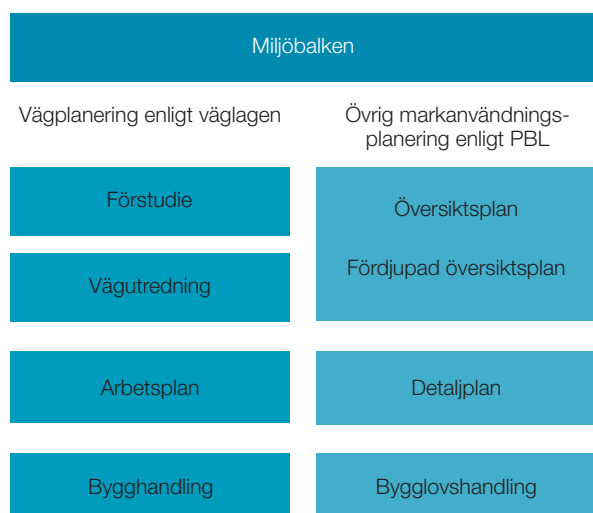 Miljöbalken
Vägplanering enligt väglagen
Övrig markanvändnings-
planering enligt PBL
Förstudie
Vägutredning
Arbetsplan
Bygghandling
Översiktsplan
Fördjupad översiktsplan
Detaljplan
Bygglovshandling